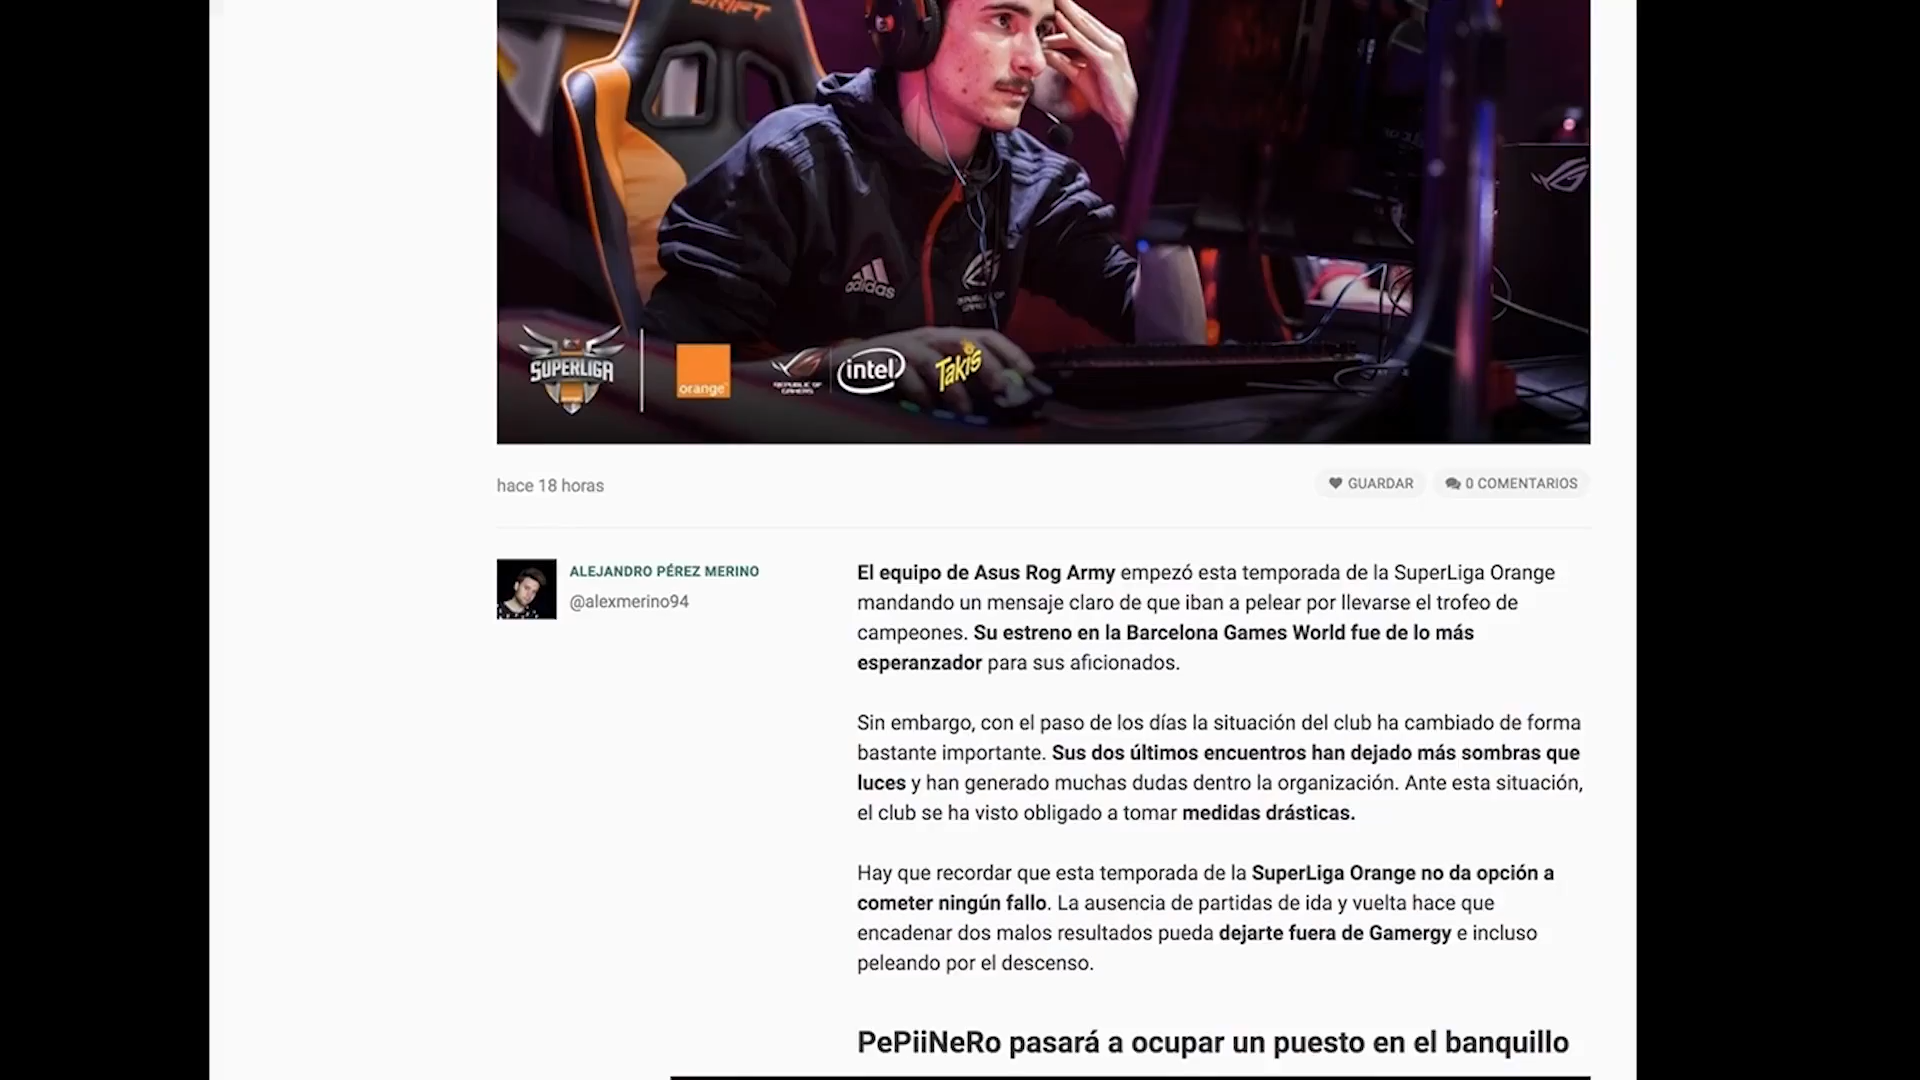 DRIFT
adidas
REPUBLIC OF
SUPERLIGA
orange
REPUBLIC OF
GAMERS
intel
Takis
hace 18 horas
GUARDAR
0 COMENTARIOS
ALEJANDRO PÉREZ MERINO
@alexmerino94
El equipo de Asus Rog Army empezó esta temporada de la SuperLiga Orange
mandando un mensaje claro de que iban a pelear por llevarse el trofeo de
campeones. Su estreno en la Barcelona Games World fue de lo más
esperanzador para sus aficionados.
Sin embargo, con el paso de los días la situación del club ha cambiado de forma
bastante importante. Sus dos últimos encuentros han dejado más sombras que
luces y han generado muchas dudas dentro la organización. Ante esta situación,
el club se ha visto obligado a tomar medidas drásticas.
Hay que recordar que esta temporada de la SuperLiga Orange no da opción a
cometer ningún fallo. La ausencia de partidas de ida y vuelta hace que
encadenar dos malos resultados pueda dejarte fuera de Gamergy e incluso
peleando por el descenso.
PePiiNeRo pasará a ocupar un puesto en el banquillo